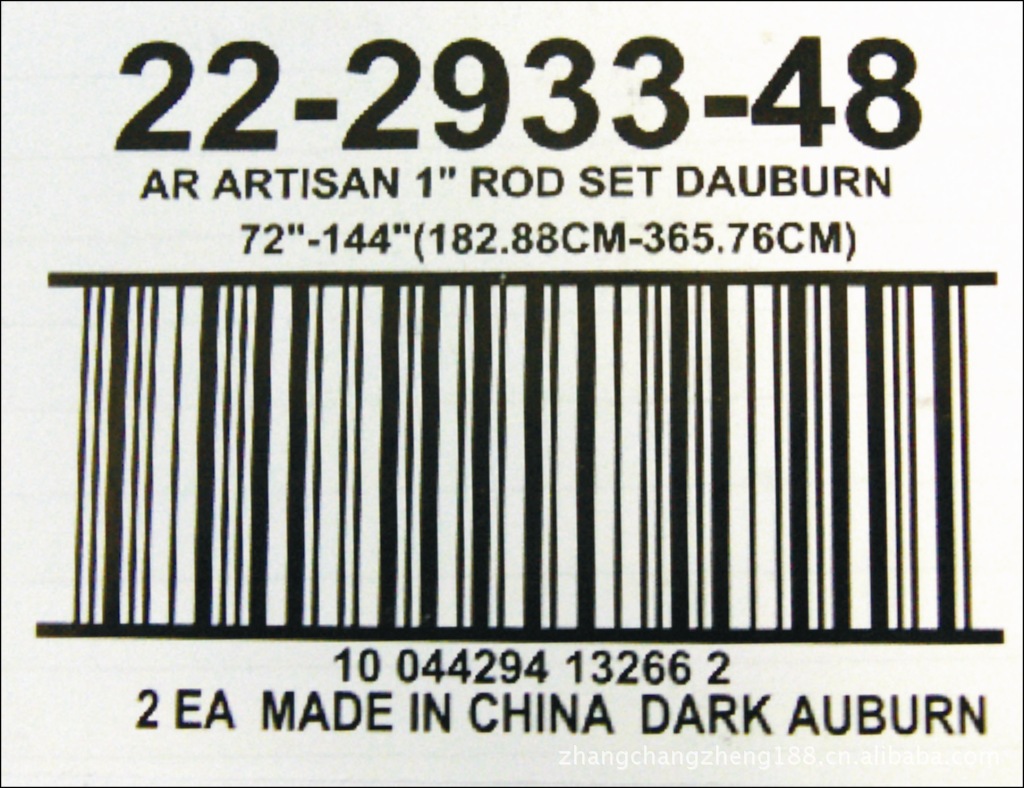 22-2933-48
AR ARTISAN 1" ROD SET DAUBURN
72"-144"(182.88CM-365.76CM)
10 044294 13266 2
2 EA MADE IN CHINA DARK AUBURN
zhangchangzheng188.cn.alibaba.com